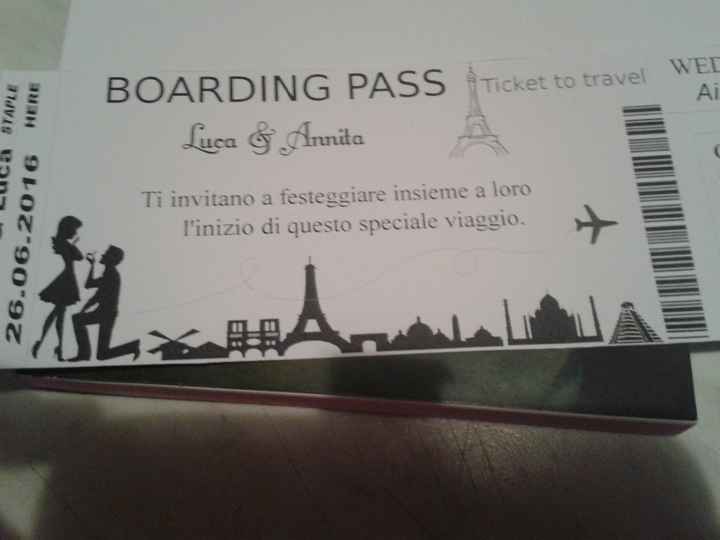 BOARDING PASS
Ticket to travel
Luca & Annita
Ti invitano a festeggiare insieme a loro
l'inizio di questo speciale viaggio.
STAPLE
HERE
Luca
26.06.2016
WED
Ai